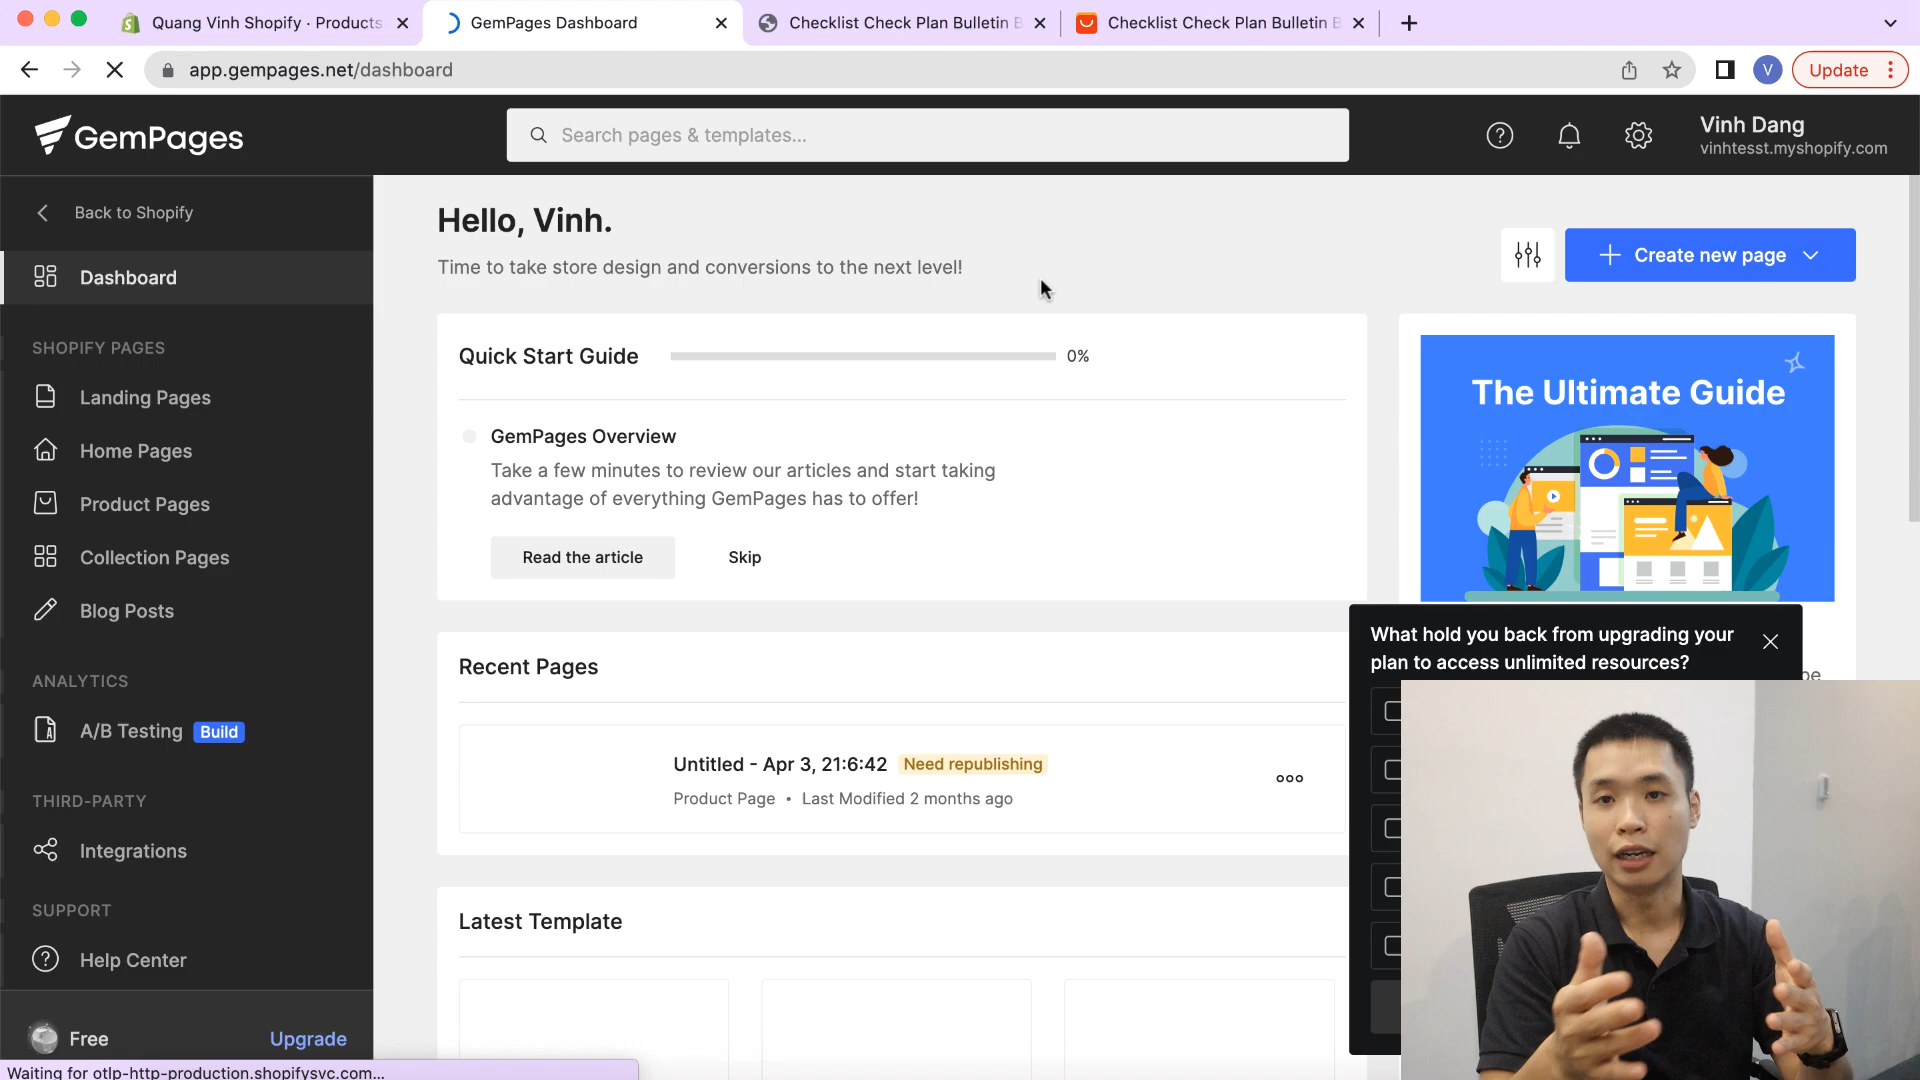 Quang Vinh Shopify · Products
GemPages Dashboard
Checklist Check Plan Bulletin B
Checklist Check Plan Bulletin B
app.gempages.net/dashboard
V
Update
GemPages
Search pages & templates...
Vinh Dang
vinhtesst.myshopify.com
Back to Shopify
Hello, Vinh.
Time to take store design and conversions to the next level!
Create new page
Dashboard
SHOPIFY PAGES
Landing Pages
Home Pages
Product Pages
Collection Pages
Blog Posts
ANALYTICS
A/B Testing Build
THIRD-PARTY
Integrations
SUPPORT
Help Center
Free
Upgrade
Waiting for otlp-http-production.shopifysvc.com...
Quick Start Guide
0%
GemPages Overview
Take a few minutes to review our articles and start taking
advantage of everything GemPages has to offer!
Read the article
Skip
The Ultimate Guide
What hold you back from upgrading your
plan to access unlimited resources?
Recent Pages
Untitled - Apr 3, 21:6:42 Need republishing
Product Page • Last Modified 2 months ago
Latest Template